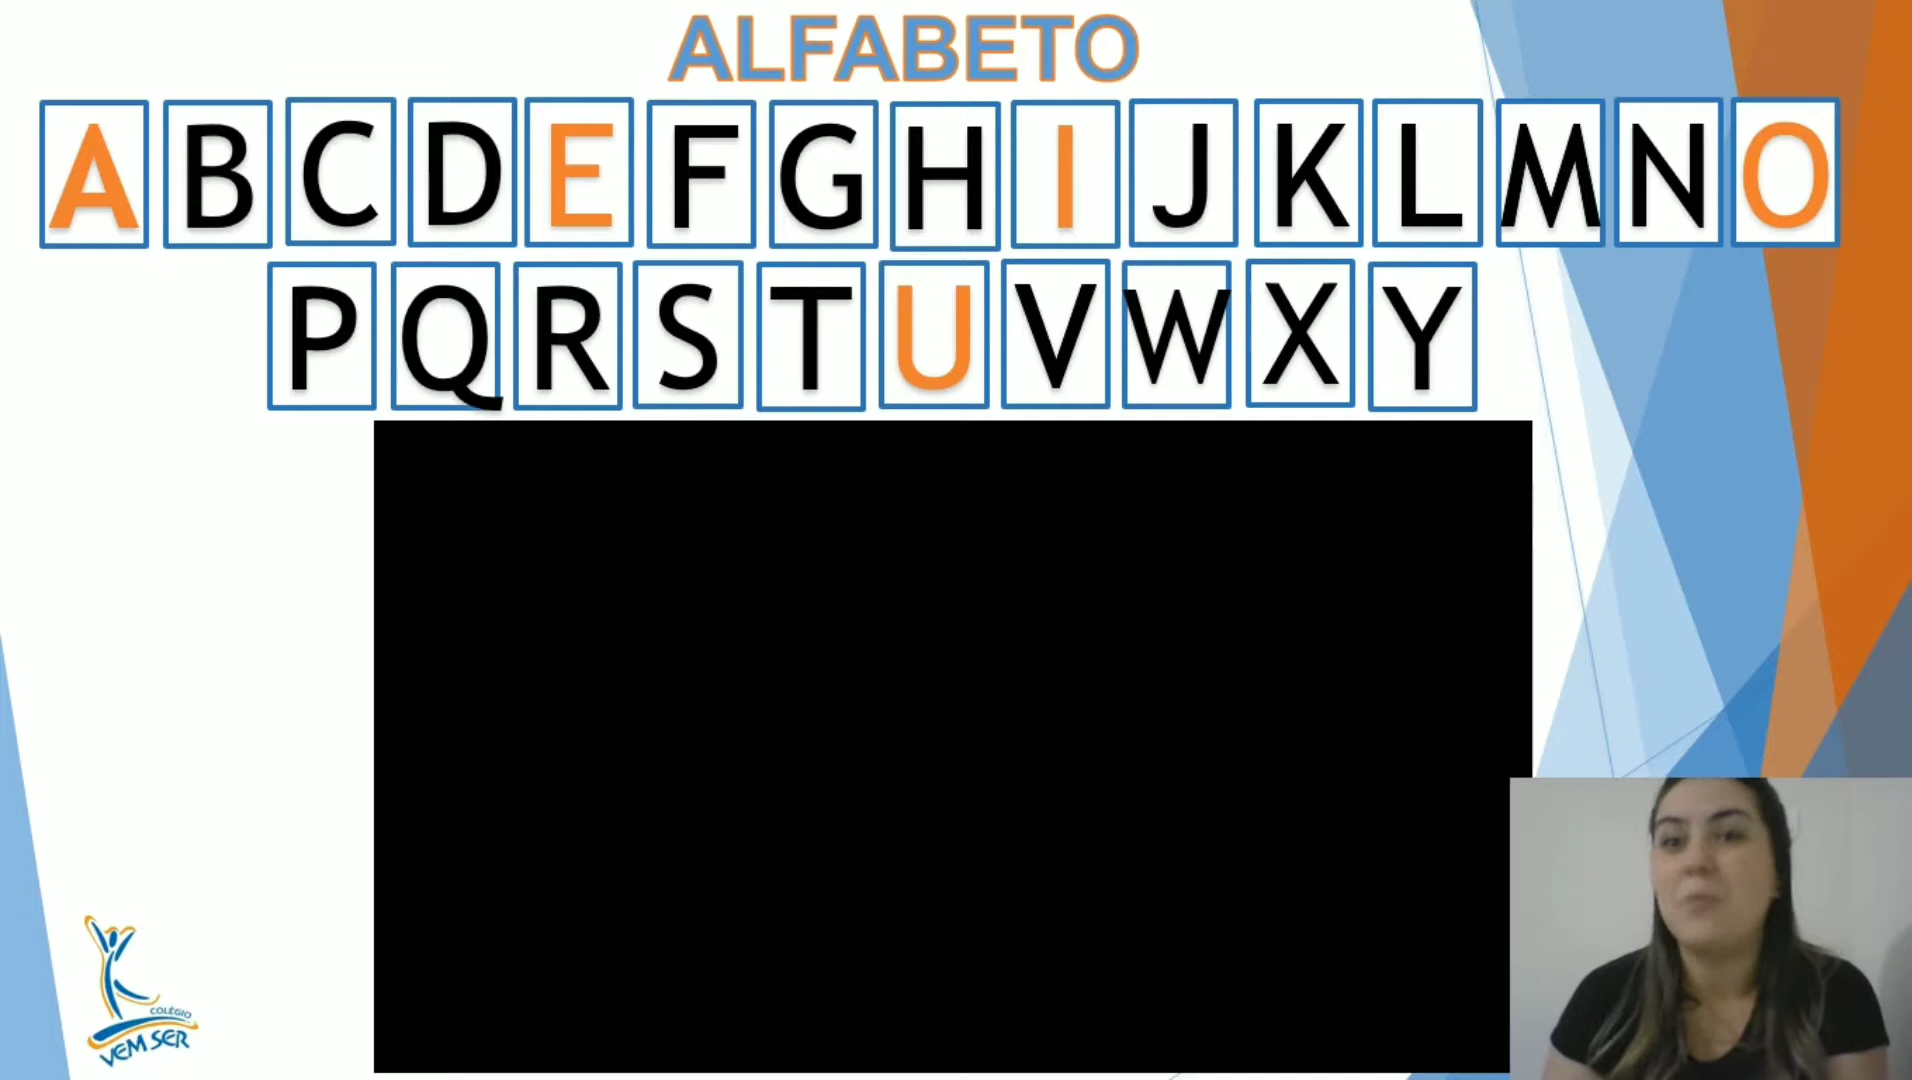 ALFABETO
A B C D E F G H I J K L M N O
P Q R S T U V W X Y
COLÉGIO
VEM SER